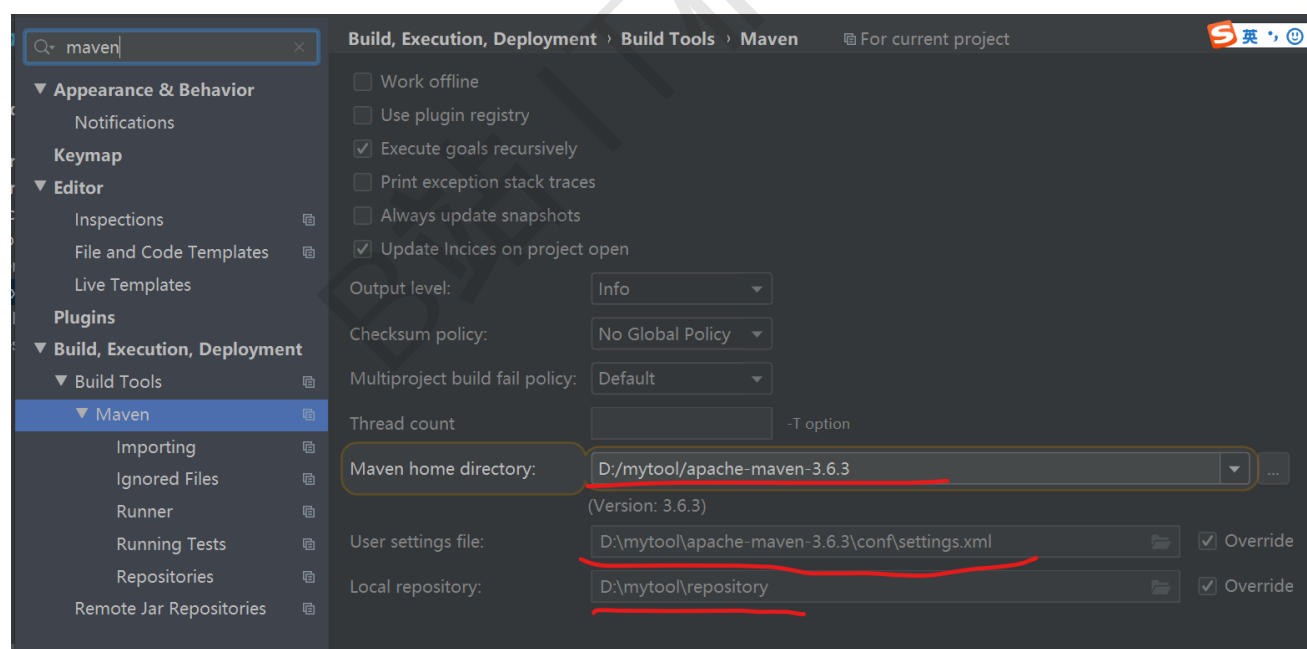 maven
Build, Execution, Deployment › Build Tools › Maven For current project
英
Work offline
Appearance & Behavior
Use plugin registry
Notifications
Execute goals recursively
Keymap
Print exception stack traces
Editor
Always update snapshots
Inspections
Update Incices on project open
File and Code Templates
Output level: Info
Live Templates
Plugins
Checksum policy: No Global Policy
Build, Execution, Deployment
Build Tools
Multiproject build fail policy: Default
Maven
Thread count -T option
Importing
Maven home directory: D:/mytool/apache-maven-3.6.3 ...
Ignored Files
(Version: 3.6.3)
Runner
User settings file: D:\mytool\apache-maven-3.6.3\conf\settings.xml Override
Running Tests
Repositories
Local repository: D:\mytool\repository Override
Remote Jar Repositories
B站